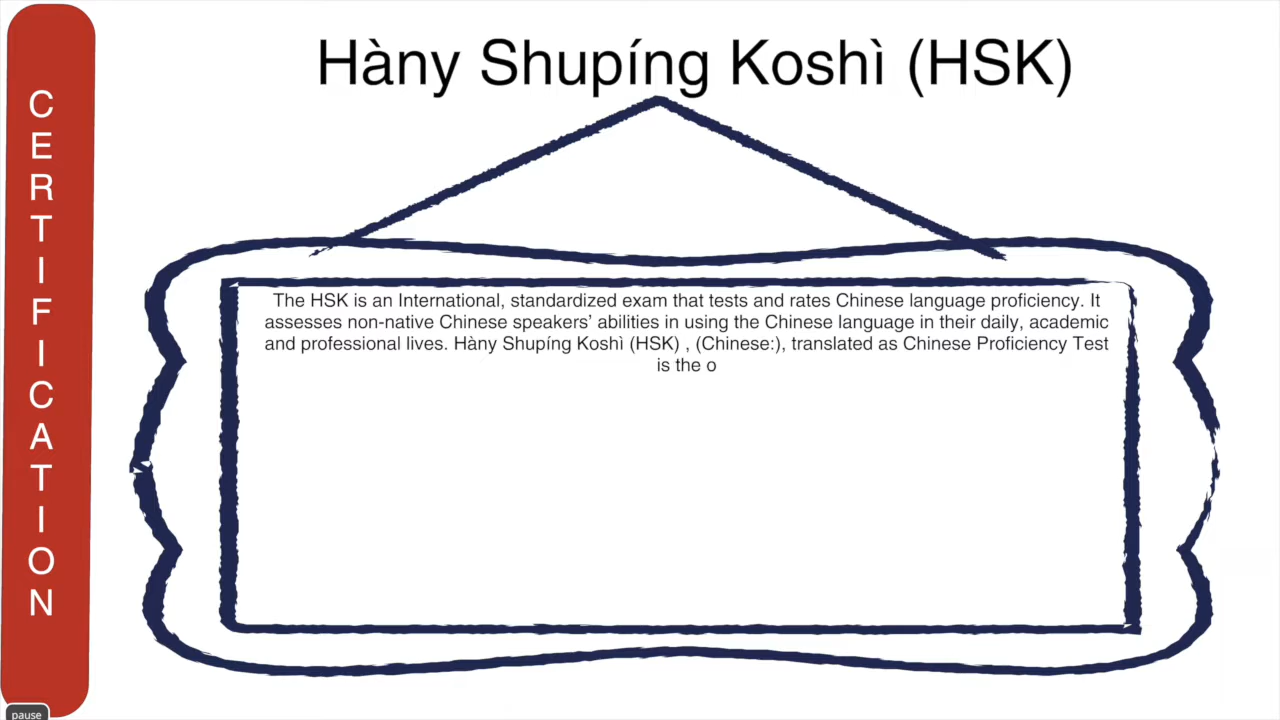 CERTIFICATION
Hàny Shupíng Koshì (HSK)
The HSK is an International, standardized exam that tests and rates Chinese language proficiency. It
assesses non-native Chinese speakers’ abilities in using the Chinese language in their daily, academic
and professional lives. Hàny Shupíng Koshì (HSK) , (Chinese:), translated as Chinese Proficiency Test
is the o
pause